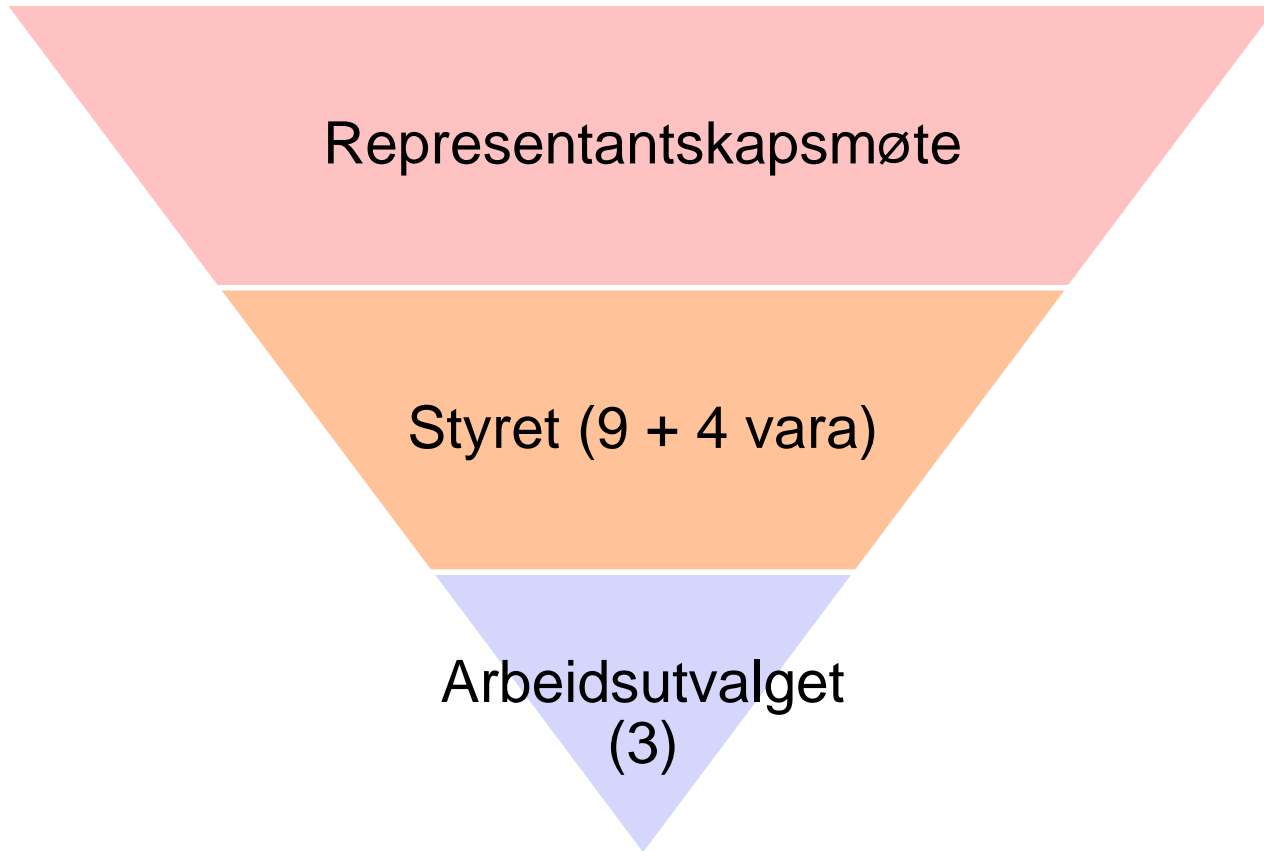 Representantskapsmøte
Styret (9 + 4 vara)
Arbeidsutvalget
(3)